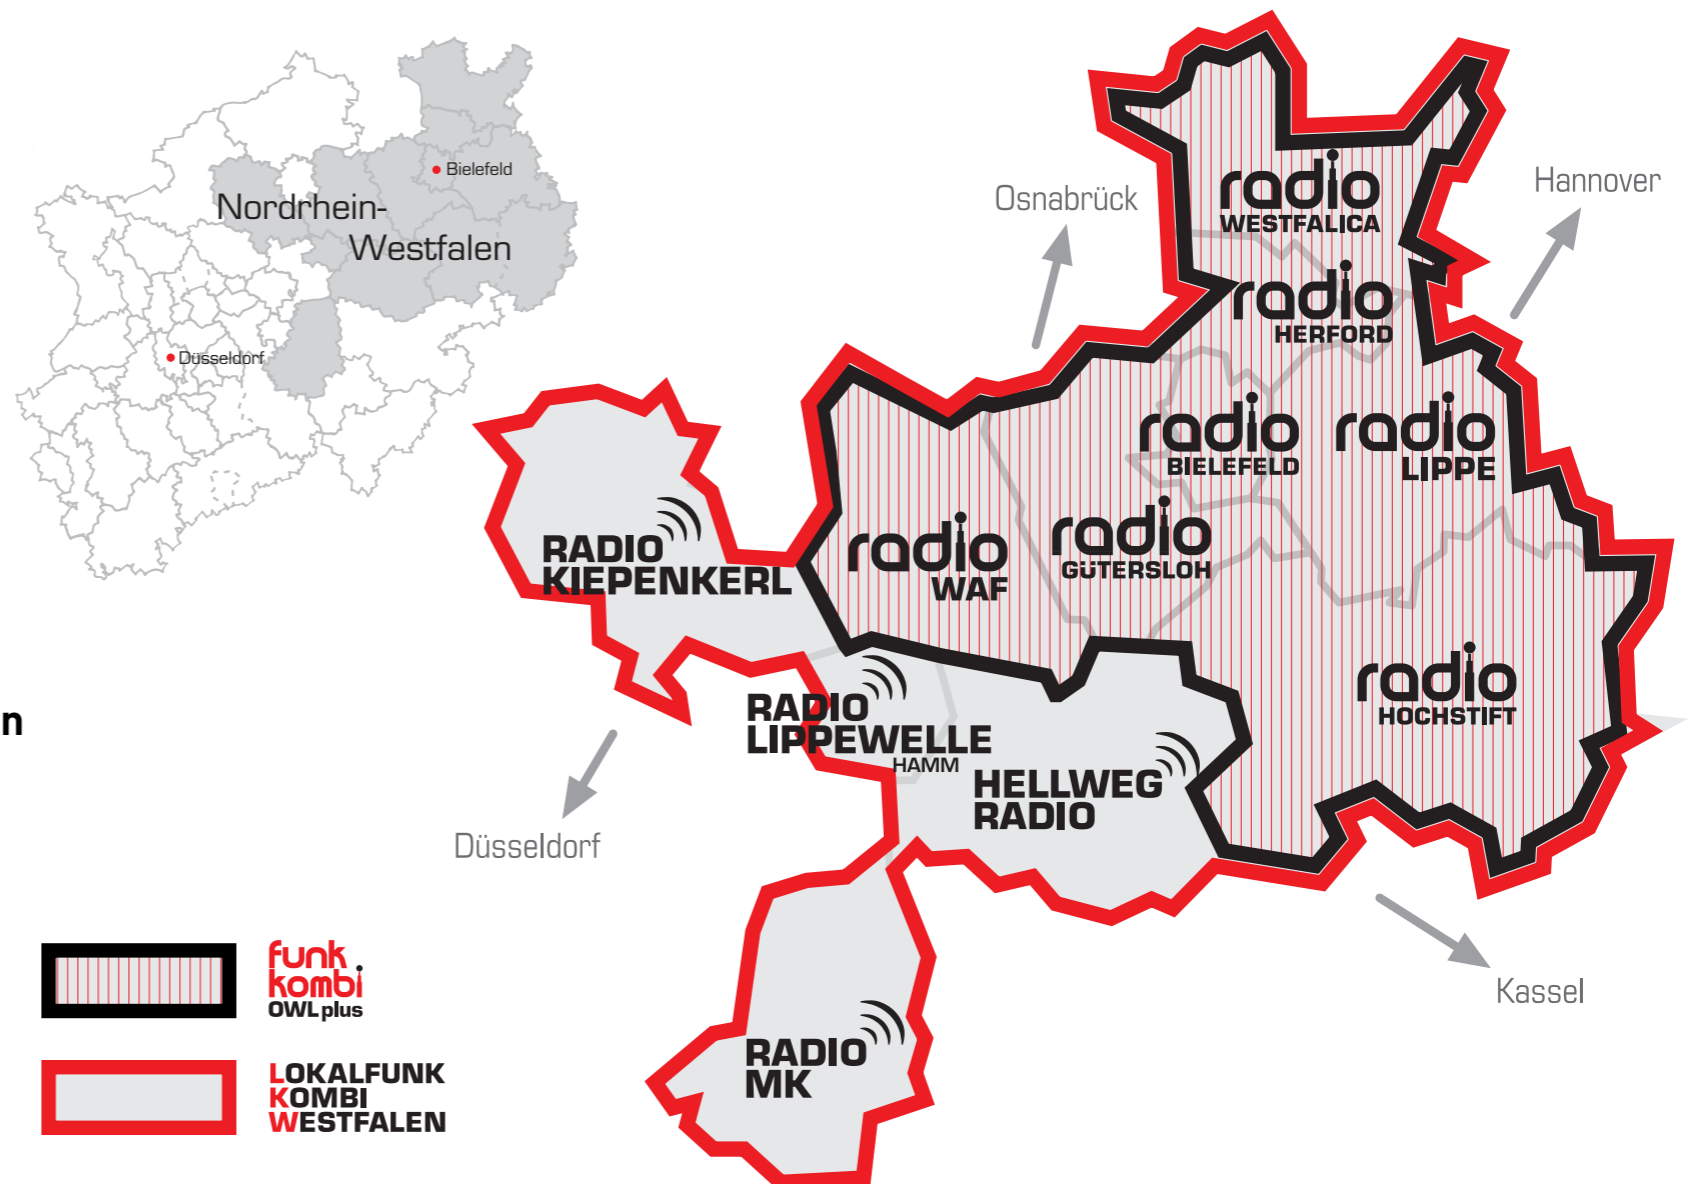 Bielefeld
Nordrhein-
Westfalen
Düsseldorf
Osnabrück
Hannover
radio
WESTFALICA
radio
HERFORD
radio
BIELEFELD
radio
LIPPE
RADIO
KIEPENKERL
radio
WAF
radio
GÜTERSLOH
radio
HOCHSTIFT
RADIO
LIPPEWELLE
HAMM
HELLWEG
RADIO
n
Düsseldorf
Kassel
RADIO
MK
funk
kombi
OWL plus
LOKALFUNK
KOMBI
WESTFALEN